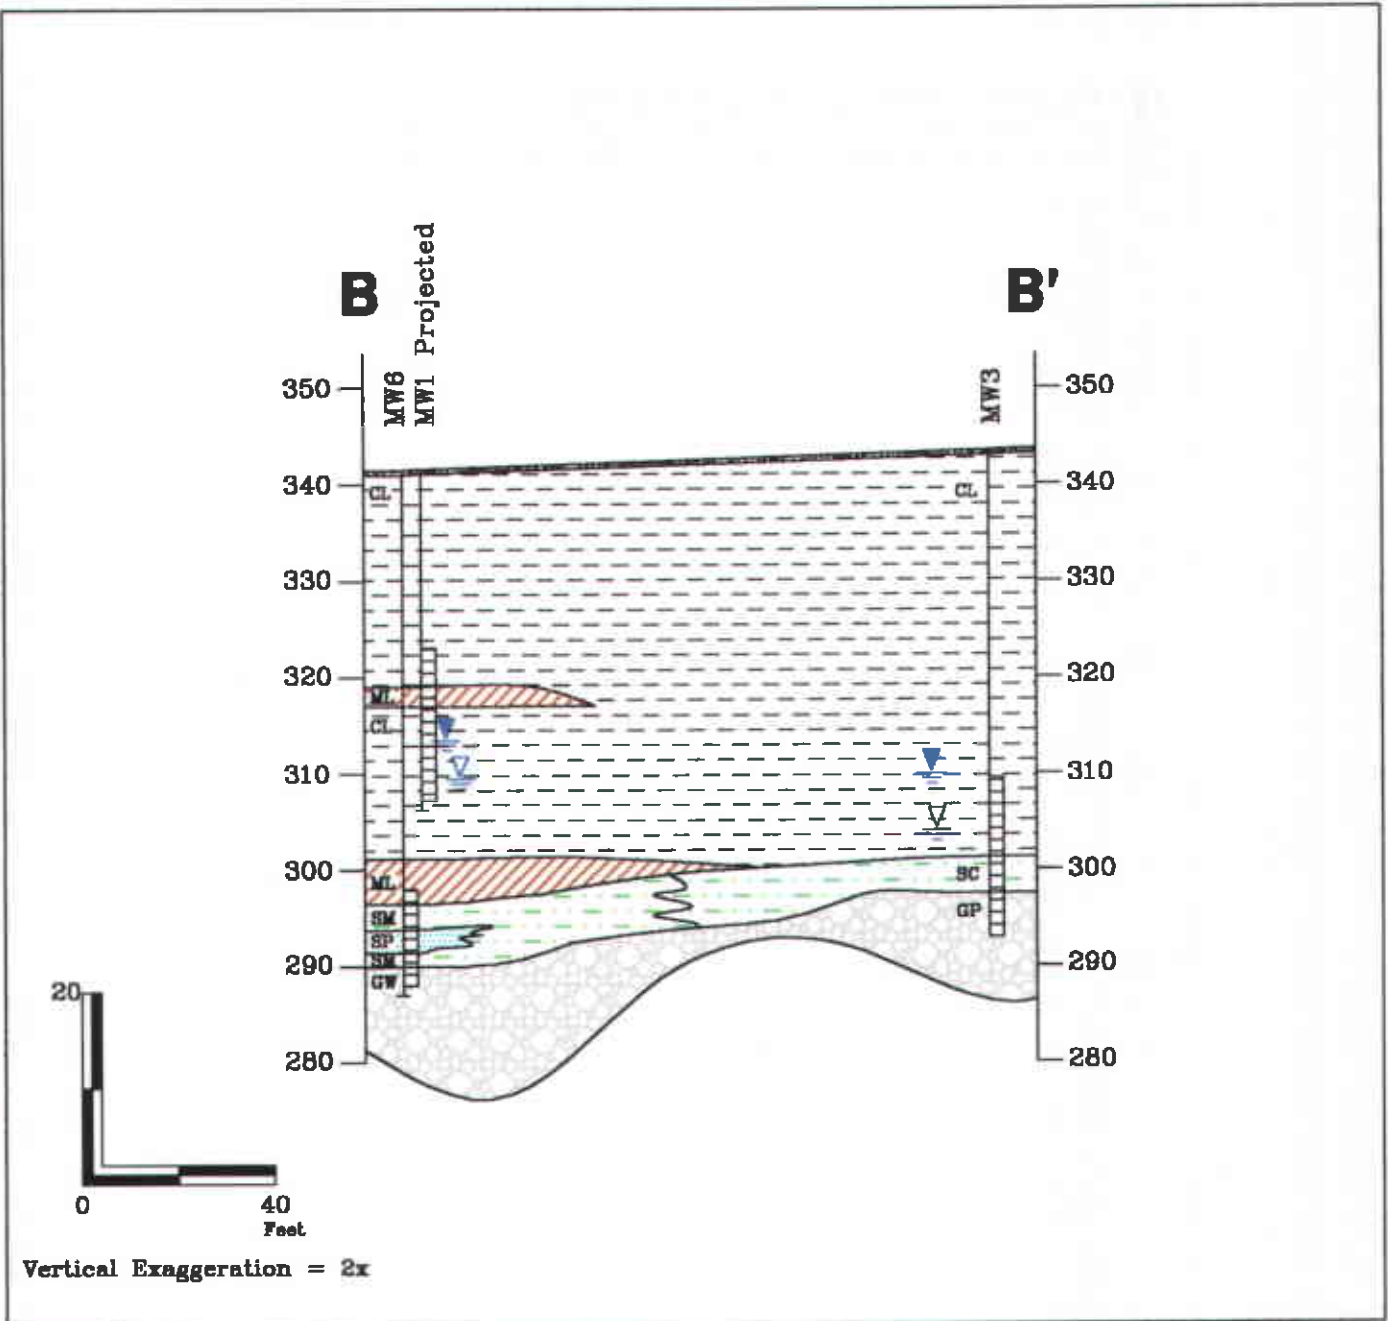 B
B'
MW6
MW1 Projected
MW3
350
350
340
340
CL
CL
330
330
320
320
ML
CL
310
310
300
300
ML
SC
SM
GP
SP
SM
290
290
GW
280
280
20
0
40
Feet
Vertical Exaggeration = 2x